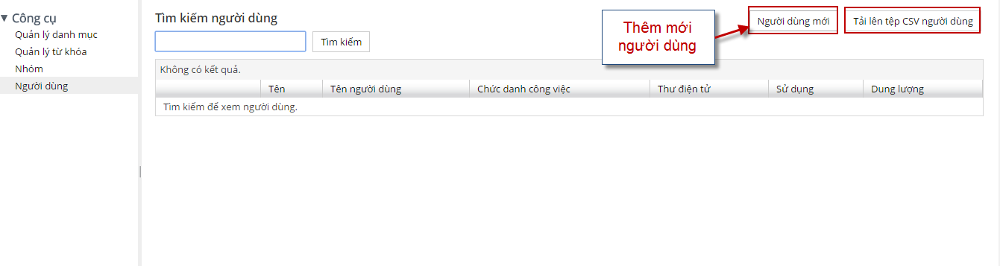 Công cụ
Quản lý danh mục
Quản lý từ khóa
Nhóm
Người dùng
Tìm kiếm người dùng
Tìm kiếm
Thêm mới
người dùng
Người dùng mới
Tải lên tệp CSV người dùng
Không có kết quả.
Tên Tên người dùng Chức danh công việc Thư điện tử Sử dụng Dung lượng
Tìm kiếm để xem người dùng.